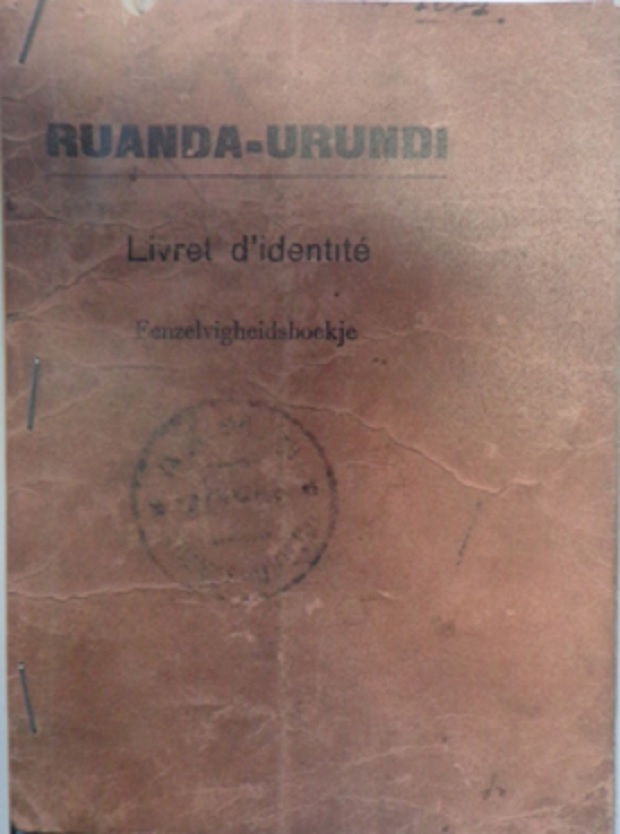 RUANDA-URUNDI
Livret d'identité
Eenzelvigheidsboekje